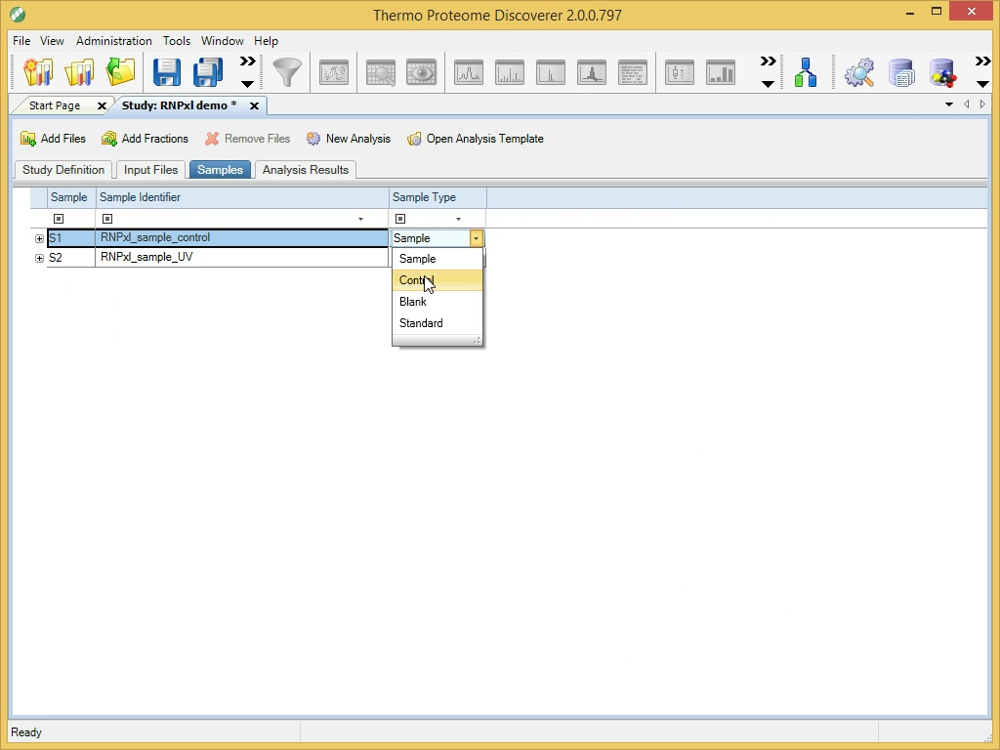 Thermo Proteome Discoverer 2.0.0.797
File View Administration Tools Window Help
Start Page Study: RNPxl demo *
Add Files Add Fractions Remove Files New Analysis Open Analysis Template
Study Definition Input Files Samples Analysis Results
Sample Sample Identifier Sample Type
S1 RNPxl_sample_control Sample
S2 RNPxl_sample_UV
Sample
Control
Blank
Standard
Ready